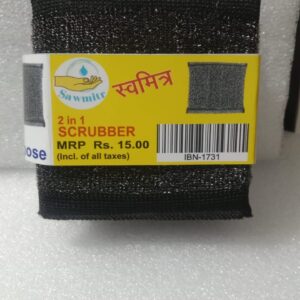 Sawmitr
स्वमित्र
2 in 1
SCRUBBER
MRP Rs. 15.00
(Incl. of all taxes)
IBN-1731
ose